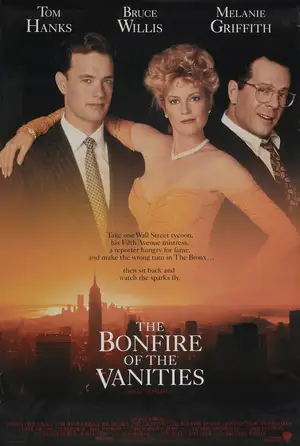 TOM HANKS
BRUCE WILLIS
MELANIE GRIFFITH
Take one Wall Street tycoon,
his Fifth Avenue mistress,
a reporter hungry for fame,
and make the wrong turn in The Bronx...
then sit back and
watch the sparks fly.
THE
BONFIRE
OF THE
VANITIES